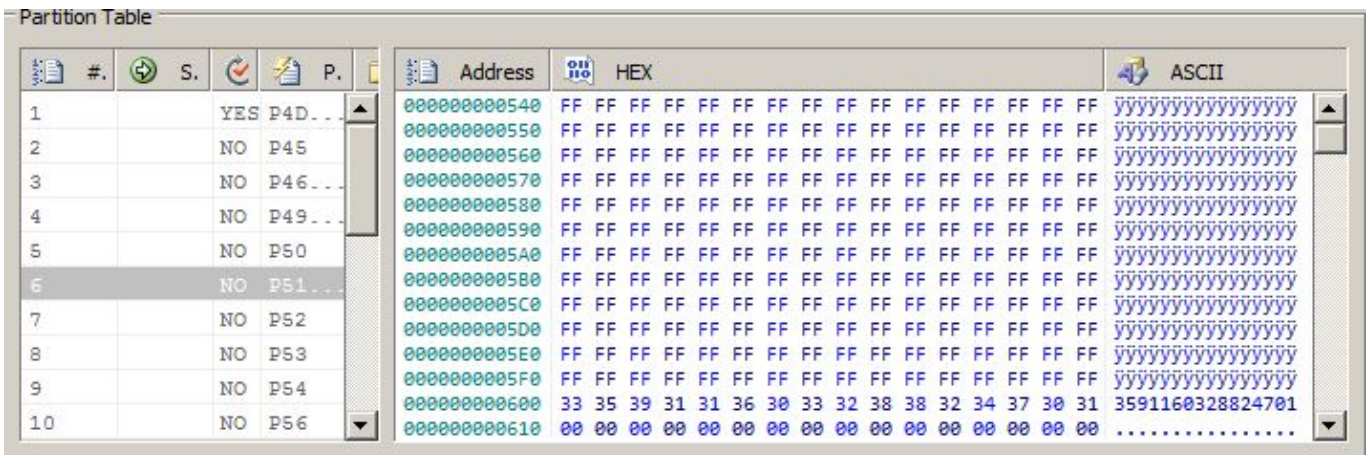 Partition Table
#. S. P. Address HEX ASCII
1 YES P4D...
2 NO P45
3 NO P46...
4 NO P49...
5 NO P50
6 NO P51...
7 NO P52
8 NO P53
9 NO P54
10 NO P56
000000000540 FF FF FF FF FF FF FF FF FF FF FF FF FF FF FF FF ÿÿÿÿÿÿÿÿÿÿÿÿÿÿÿÿ
000000000550 FF FF FF FF FF FF FF FF FF FF FF FF FF FF FF FF ÿÿÿÿÿÿÿÿÿÿÿÿÿÿÿÿ
000000000560 FF FF FF FF FF FF FF FF FF FF FF FF FF FF FF FF ÿÿÿÿÿÿÿÿÿÿÿÿÿÿÿÿ
000000000570 FF FF FF FF FF FF FF FF FF FF FF FF FF FF FF FF ÿÿÿÿÿÿÿÿÿÿÿÿÿÿÿÿ
000000000580 FF FF FF FF FF FF FF FF FF FF FF FF FF FF FF FF ÿÿÿÿÿÿÿÿÿÿÿÿÿÿÿÿ
000000000590 FF FF FF FF FF FF FF FF FF FF FF FF FF FF FF FF ÿÿÿÿÿÿÿÿÿÿÿÿÿÿÿÿ
0000000005A0 FF FF FF FF FF FF FF FF FF FF FF FF FF FF FF FF ÿÿÿÿÿÿÿÿÿÿÿÿÿÿÿÿ
0000000005B0 FF FF FF FF FF FF FF FF FF FF FF FF FF FF FF FF ÿÿÿÿÿÿÿÿÿÿÿÿÿÿÿÿ
0000000005C0 FF FF FF FF FF FF FF FF FF FF FF FF FF FF FF FF ÿÿÿÿÿÿÿÿÿÿÿÿÿÿÿÿ
0000000005D0 FF FF FF FF FF FF FF FF FF FF FF FF FF FF FF FF ÿÿÿÿÿÿÿÿÿÿÿÿÿÿÿÿ
0000000005E0 FF FF FF FF FF FF FF FF FF FF FF FF FF FF FF FF ÿÿÿÿÿÿÿÿÿÿÿÿÿÿÿÿ
0000000005F0 FF FF FF FF FF FF FF FF FF FF FF FF FF FF FF FF ÿÿÿÿÿÿÿÿÿÿÿÿÿÿÿÿ
000000000600 33 35 39 31 31 36 30 33 32 38 38 32 34 37 30 31 3591160328824701
000000000610 00 00 00 00 00 00 00 00 00 00 00 00 00 00 00 00 ................